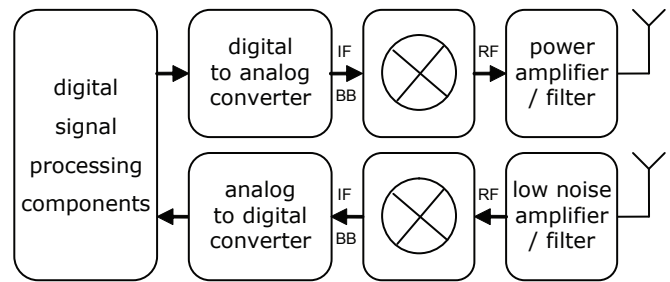 digital
signal
processing
components
digital
to analog
converter
IF
BB
RF
power
amplifier
/ filter
analog
to digital
converter
IF
BB
RF
low noise
amplifier
/ filter